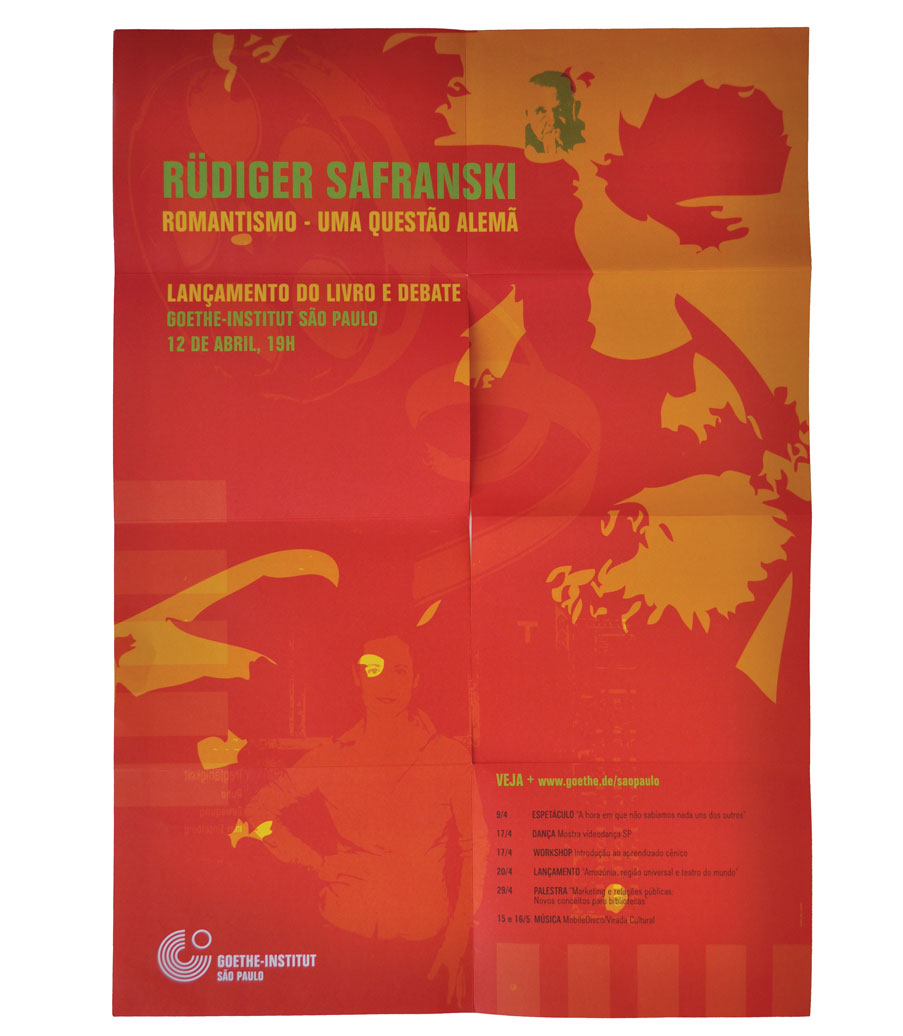 RÜDIGER SAFRANSKI
ROMANTISMO - UMA QUESTÃO ALEMÃ
LANÇAMENTO DO LIVRO E DEBATE
GOETHE-INSTITUT SÃO PAULO
12 DE ABRIL, 19H
T
VEJA + www.goethe.de/saopaulo
9/4 ESPETÁCULO "A hora em que não sabíamos nada uns dos outros"
17/4 DANÇA Mostra videodança SP
17/4 WORKSHOP Introdução ao aprendizado cênico
20/4 LANÇAMENTO "Amazônia, região universal e teatro do mundo"
29/4 PALESTRA "Marketing e relações públicas:
Novos conceitos para bibliotecas"
15 e 16/5 MÚSICA MobileDisco/Virada Cultural
GOETHE-INSTITUT
SÃO PAULO